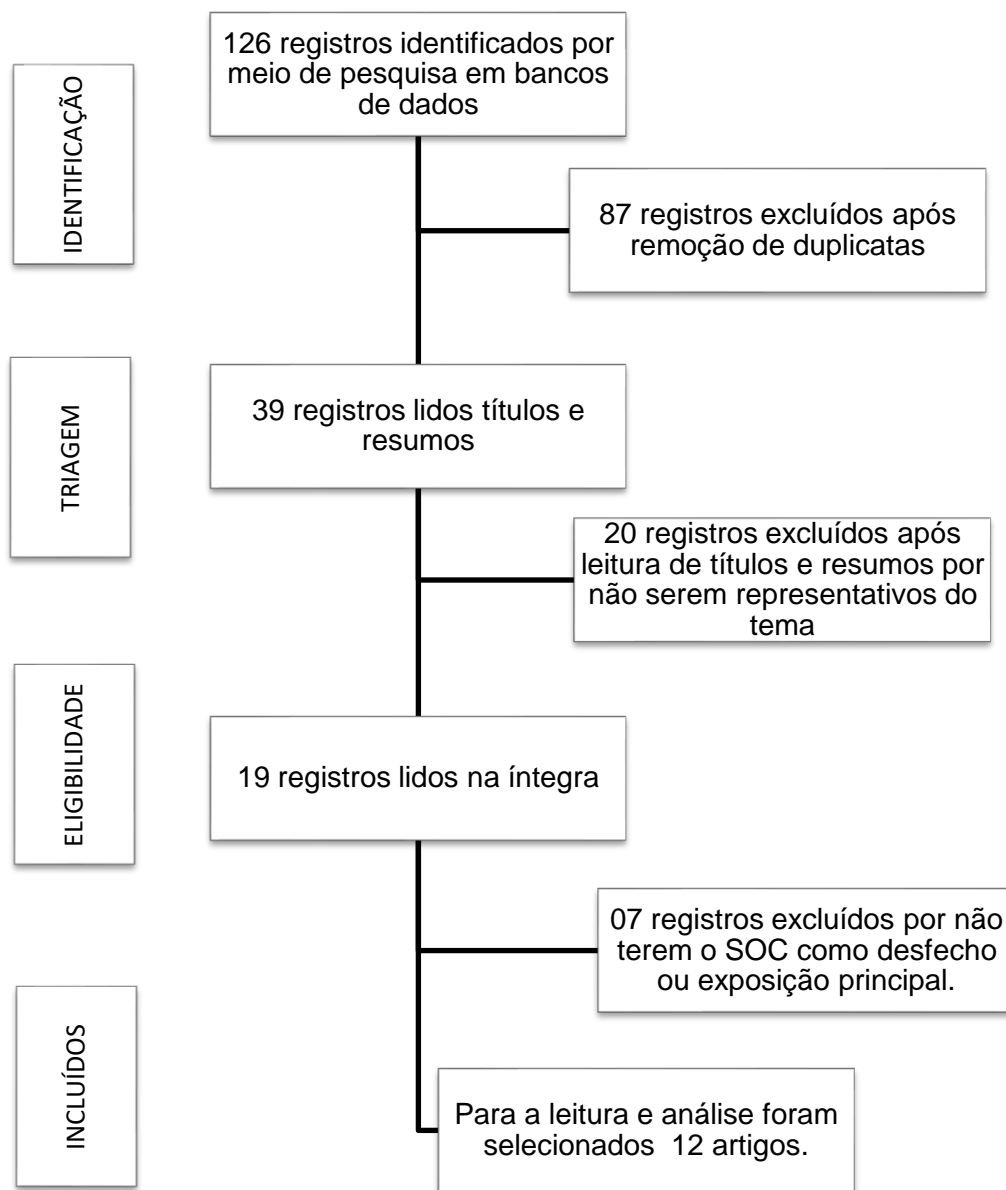 IDENTIFICAÇÃO
126 registros identificados por
meio de pesquisa em bancos
de dados
87 registros excluídos após
remoção de duplicatas
TRIAGEM
39 registros lidos títulos e
resumos
20 registros excluídos após
leitura de títulos e resumos por
não serem representativos do
tema
ELIGIBILIDADE
19 registros lidos na íntegra
07 registros excluídos por não
terem o SOC como desfecho
ou exposição principal.
INCLUÍDOS
Para a leitura e análise foram
selecionados 12 artigos.